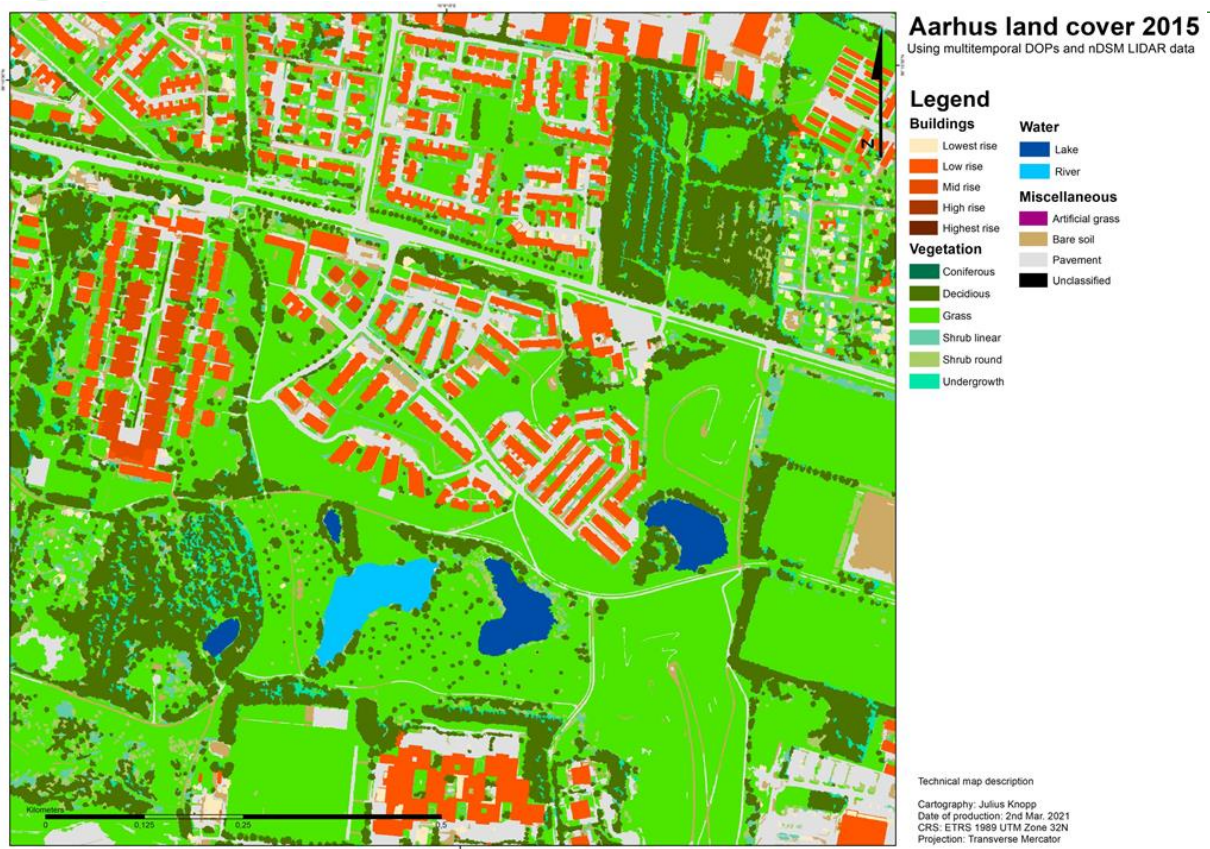 Aarhus land cover 2015
Using multitemporal DOPs and nDSM LIDAR data
N
Legend
Buildings
Lowest rise
Low rise
Mid rise
High rise
Highest rise
Vegetation
Coniferous
Decidious
Grass
Shrub linear
Shrub round
Undergrowth
Water
Lake
River
Miscellaneous
Artificial grass
Bare soil
Pavement
Unclassified
Kilometers
0 0,125 0,25 0,5
Technical map description
Cartography: Julius Knopp
Date of production: 2nd Mar. 2021
CRS: ETRS 1989 UTM Zone 32N
Projection: Transverse Mercator